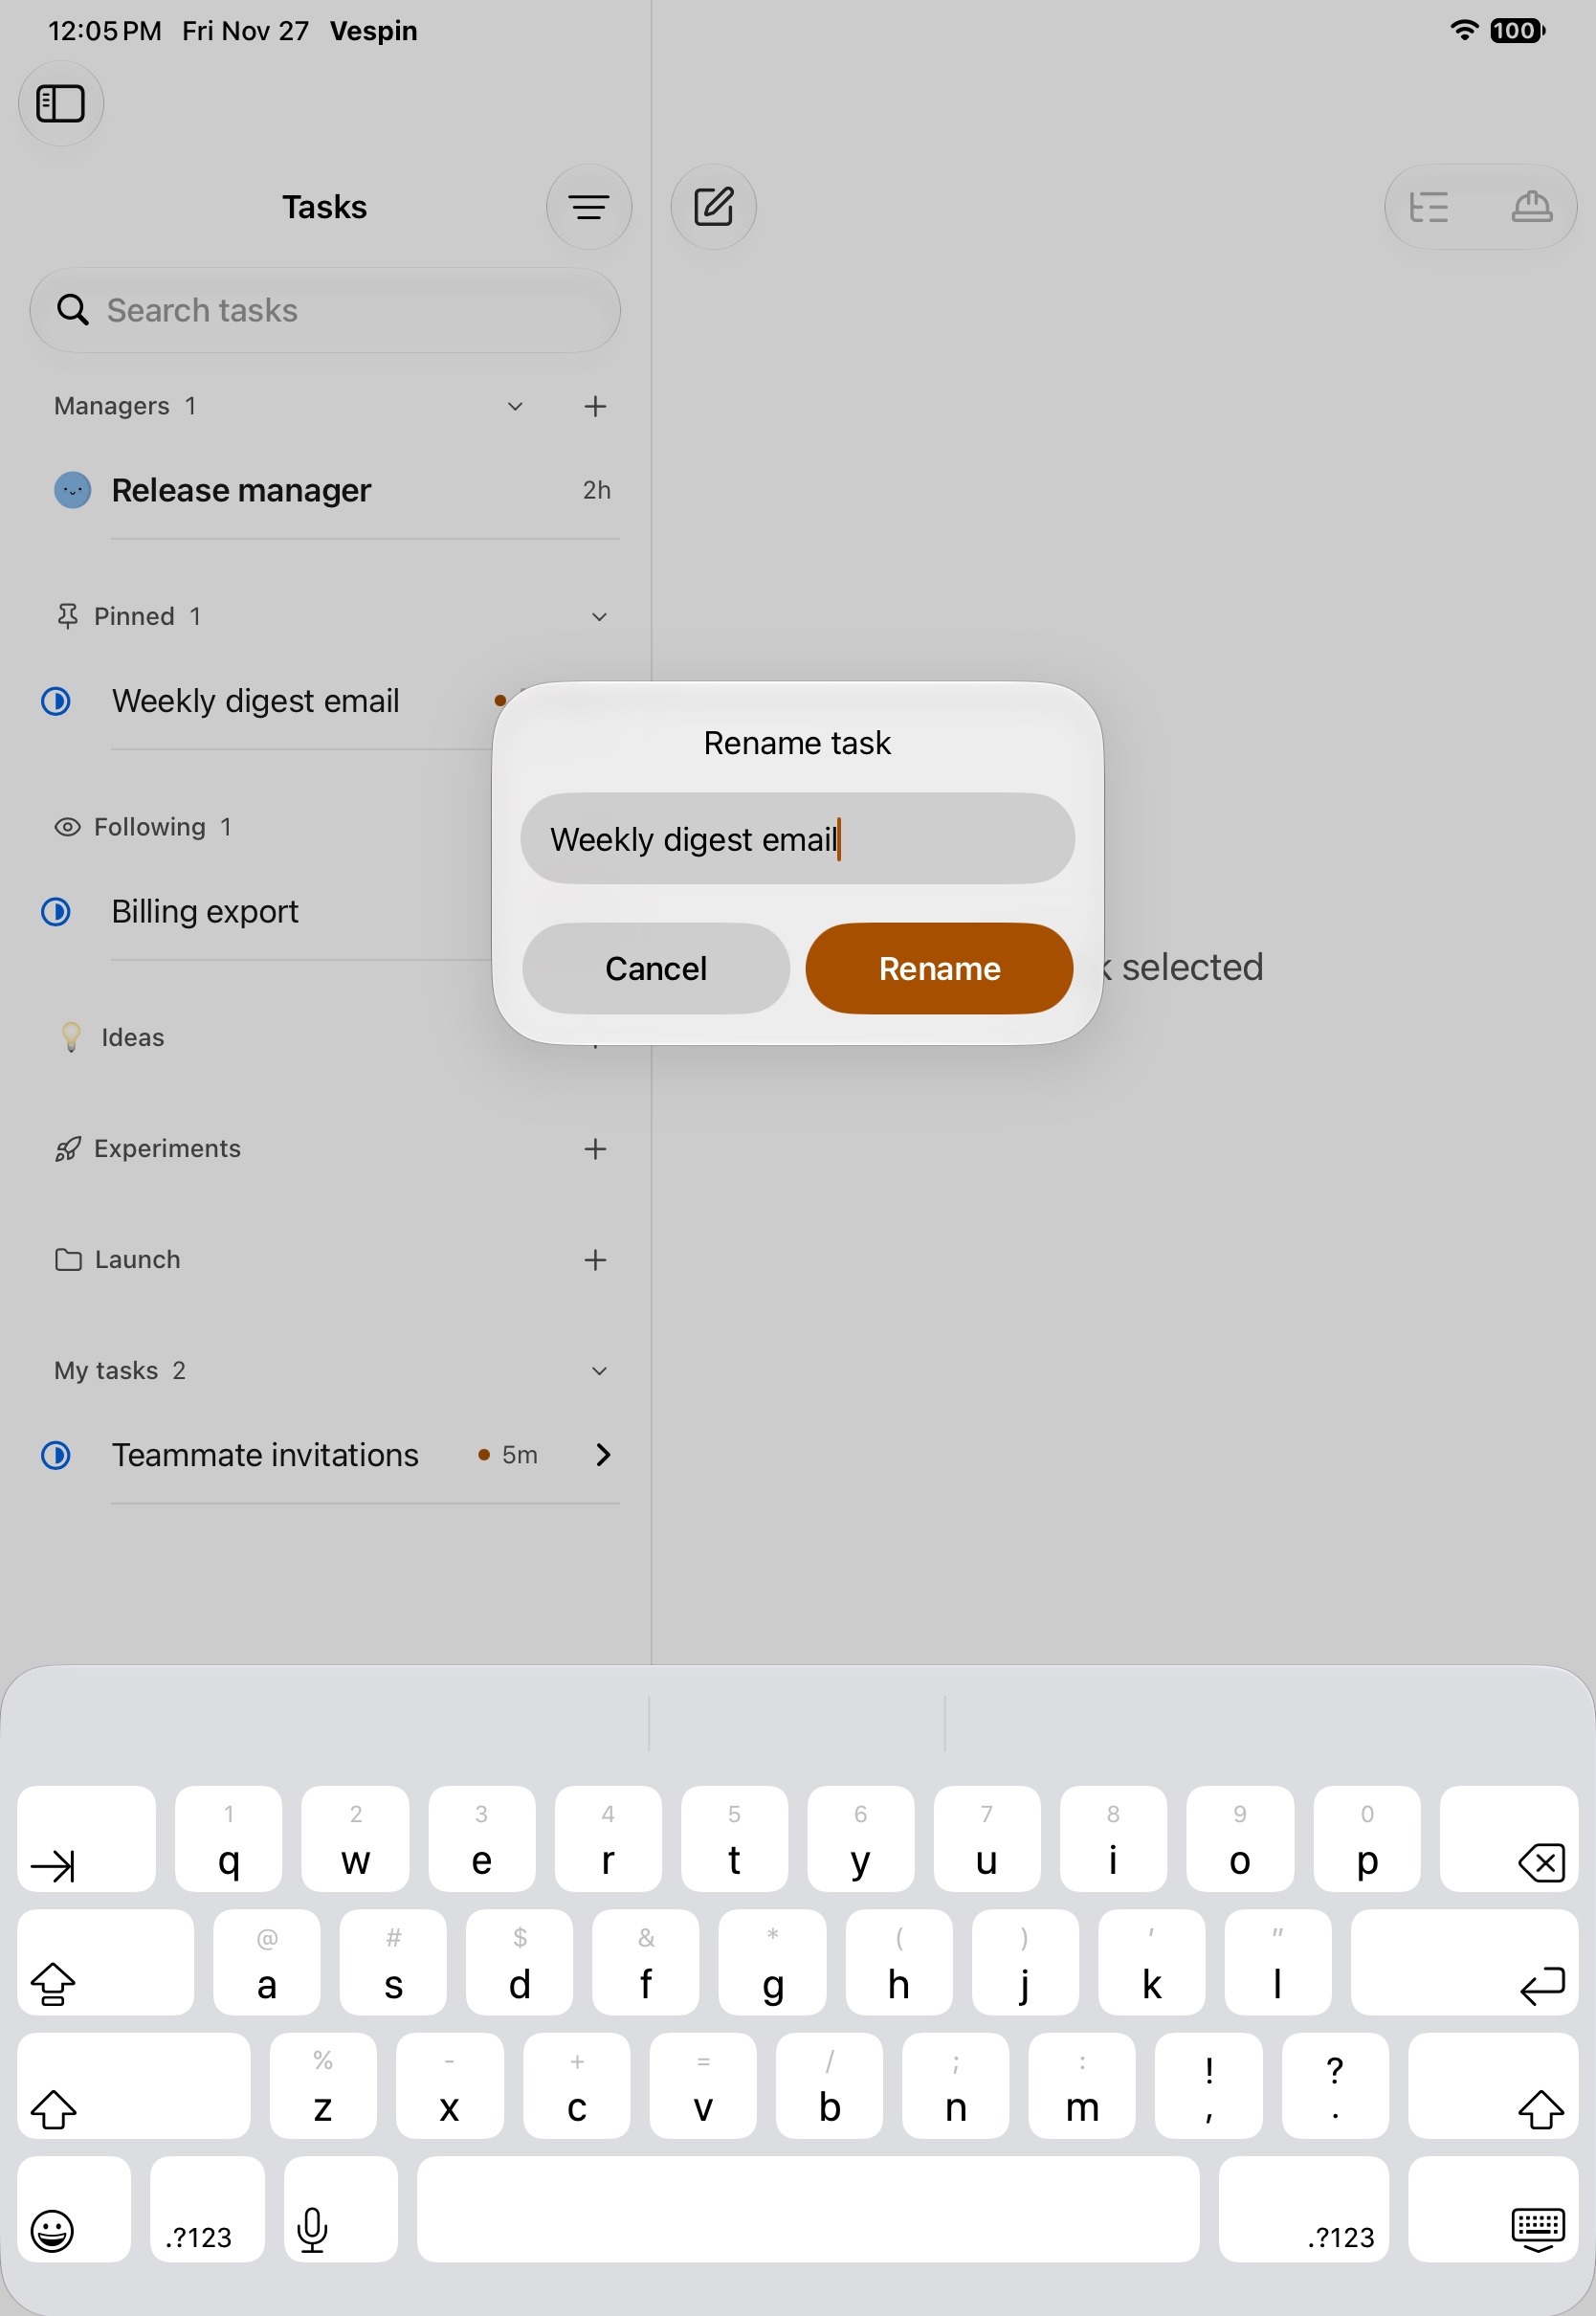 12:05 PM Fri Nov 27 Vespin
100
Tasks
Search tasks
Managers 1
Release manager 2h
Pinned 1
Weekly digest email
Following 1
Billing export
Ideas
Experiments
Launch
My tasks 2
Teammate invitations 5m
selected
Rename task
Weekly digest email
Cancel Rename
1 2 3 4 5 6 7 8 9 0
q w e r t y u i o p
@ # $ & * ( ) ' "
a s d f g h j k l
% - + = / ; : ! ?
z x c v b n m , .
.?123 .?123